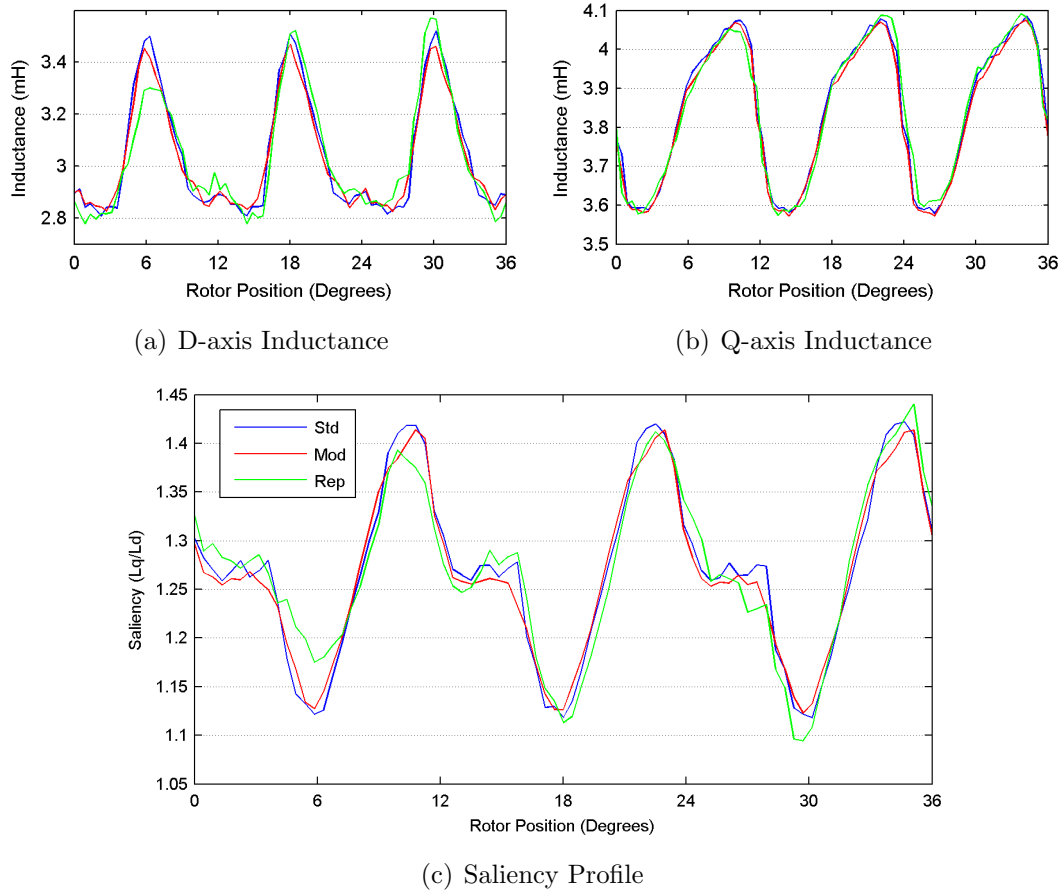 Inductance (mH)
3.4
3.2
3
2.8
0 6 12 18 24 30 36
Rotor Position (Degrees)
(a) D-axis Inductance
Inductance (mH)
4.1
4
3.9
3.8
3.7
3.6
3.5
0 6 12 18 24 30 36
Rotor Position (Degrees)
(b) Q-axis Inductance
Saliency (Lq/Ld)
1.45
1.4
1.35
1.3
1.25
1.2
1.15
1.1
1.05
Std
Mod
Rep
0 6 12 18 24 30 36
Rotor Position (Degrees)
(c) Saliency Profile